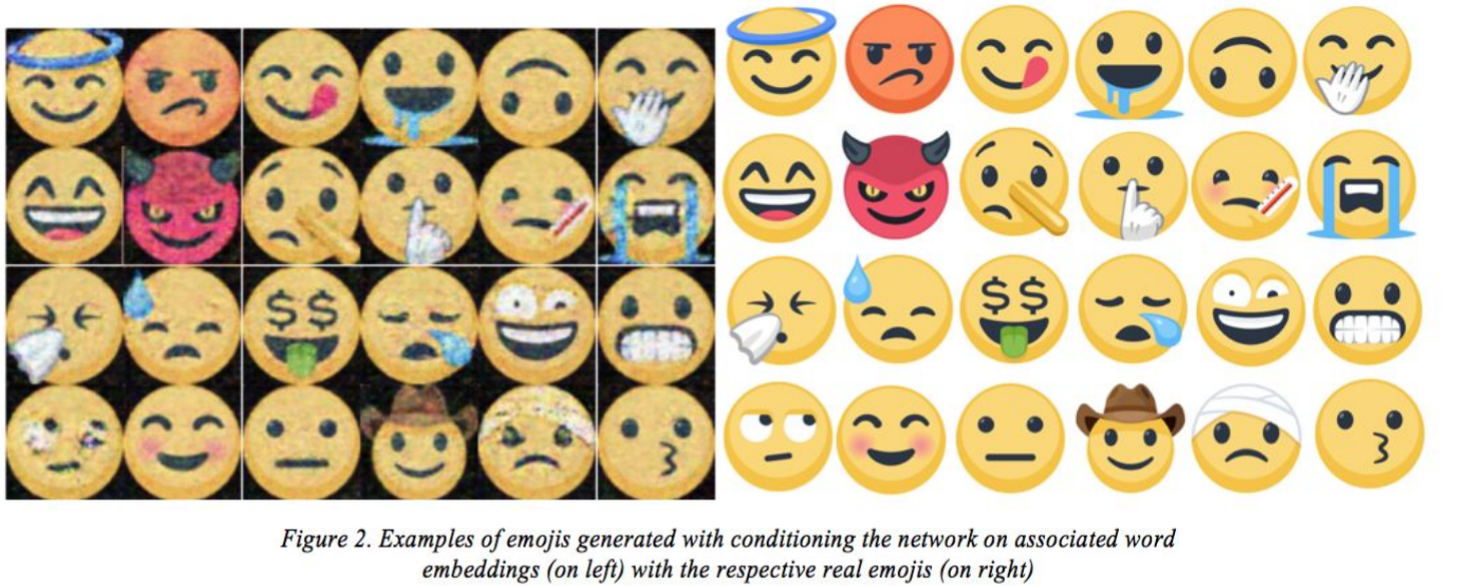 Figure 2. Examples of emojis generated with conditioning the network on associated word
embeddings (on left) with the respective real emojis (on right)